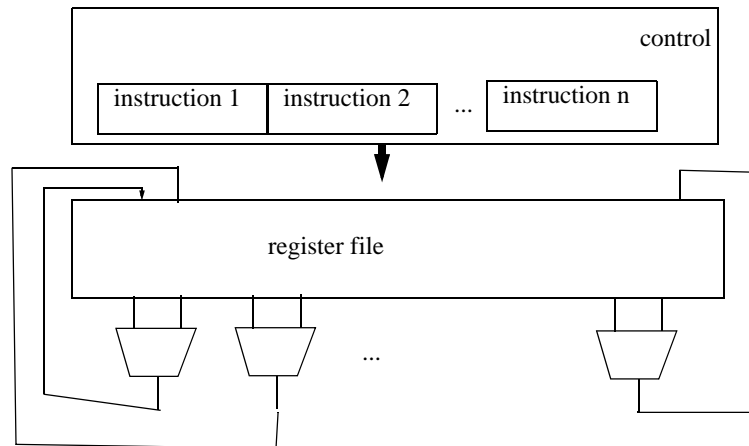 control
instruction 1 instruction 2 ... instruction n
register file
...